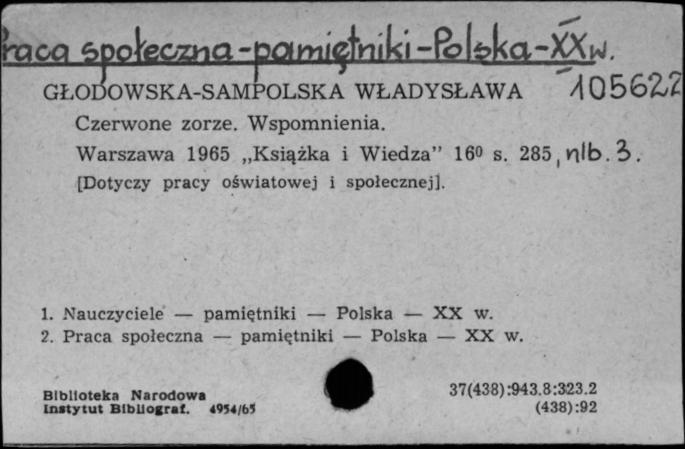 Praca społeczna-pamiętniki-Polska-XXw.
GŁODOWSKA-SAMPOLSKA WŁADYSŁAWA 105622
Czerwone zorze. Wspomnienia.
Warszawa 1965 „Książka i Wiedza” 16⁰ s. 285, nlb. 3.
[Dotyczy pracy oświatowej i społecznej].
1. Nauczyciele — pamiętniki — Polska — XX w.
2. Praca społeczna — pamiętniki — Polska — XX w.
Biblioteka Narodowa 37(438):943.8:323.2
Instytut Bibliograf. 4954/65 (438):92